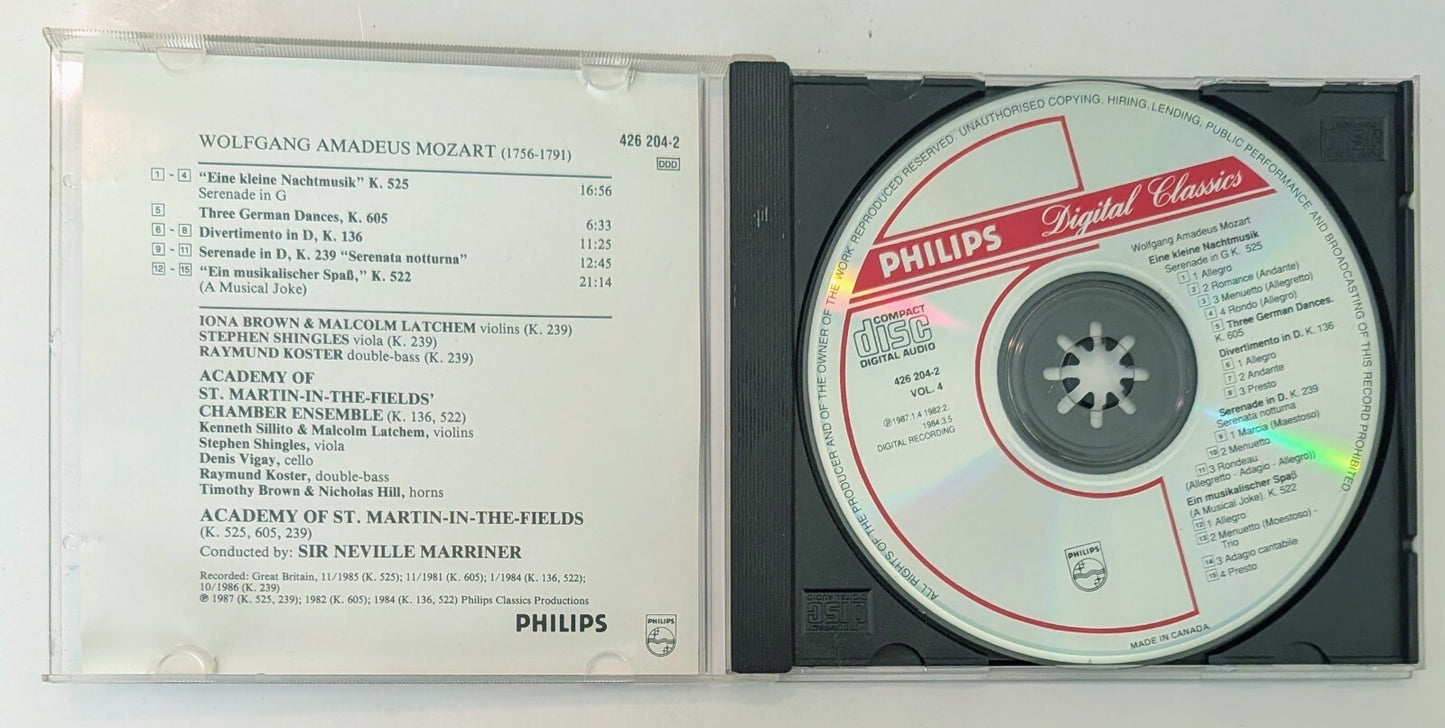 WOLFGANG AMADEUS MOZART (1756-1791)
426 204-2
DDD
1 - 4 "Eine kleine Nachtmusik" K. 525
Serenade in G 16:56
5 Three German Dances, K. 605 6:33
6 - 8 Divertimento in D, K. 136 11:25
9 - 11 Serenade in D, K. 239 "Serenata notturna" 12:45
12 - 15 "Ein musikalischer Spaß," K. 522 21:14
(A Musical Joke)
IONA BROWN & MALCOLM LATCHEM violins (K. 239)
STEPHEN SHINGLES viola (K. 239)
RAYMUND KOSTER double-bass (K. 239)
ACADEMY OF
ST. MARTIN-IN-THE-FIELDS'
CHAMBER ENSEMBLE (K. 136, 522)
Kenneth Sillito & Malcolm Latchem, violins
Stephen Shingles, viola
Denis Vigay, cello
Raymund Koster, double-bass
Timothy Brown & Nicholas Hill, horns
ACADEMY OF ST. MARTIN-IN-THE-FIELDS
(K. 525, 605, 239)
Conducted by: SIR NEVILLE MARRINER
Recorded: Great Britain, 11/1985 (K. 525); 11/1981 (K. 605); 1/1984 (K. 136, 522);
10/1986 (K. 239)
℗ 1987 (K. 525, 239); 1982 (K. 605); 1984 (K. 136, 522) Philips Classics Productions
PHILIPS
PHILIPS
ALL RIGHTS OF THE PRODUCER AND OF THE OWNER OF THE WORK REPRODUCED RESERVED. UNAUTHORISED COPYING, HIRING, LENDING, PUBLIC PERFORMANCE AND BROADCASTING OF THIS RECORD PROHIBITED.
PHILIPS Digital Classics
COMPACT
disc
DIGITAL AUDIO
426 204-2
VOL. 4
℗1987:1.4 1982:2.
1984:3.5
DIGITAL RECORDING
Wolfgang Amadeus Mozart
Eine kleine Nachtmusik
Serenade in G K. 525
1 1 Allegro
2 2 Romance (Andante)
3 3 Menuetto (Allegretto)
4 4 Rondo (Allegro)
5 Three German Dances.
K. 605
Divertimento in D. K. 136
6 1 Allegro
7 2 Andante
8 3 Presto
Serenade in D. K. 239
Serenata notturna
9 1 Marcia (Maestoso)
10 2 Menuetto
11 3 Rondeau
(Allegretto - Adagio - Allegro))
Ein musikalischer Spaß
(A Musical Joke). K. 522
12 1 Allegro
13 2 Menuetto (Moestoso) -
Trio
14 3 Adagio cantabile
15 4 Presto
PHILIPS
MADE IN CANADA
COMPACT
disc
DIGITAL AUDIO